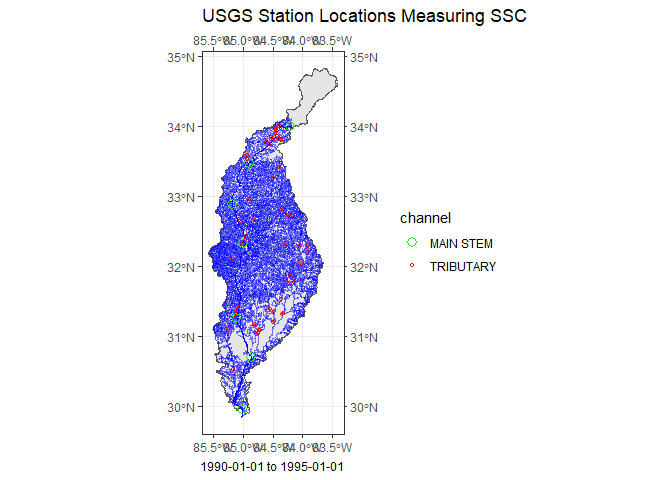 USGS Station Locations Measuring SSC
85.5°W 85.0°W 84.5°W 84.0°W 83.5°W
35°N 35°N
34°N 34°N
33°N 33°N
32°N 32°N
31°N 31°N
30°N 30°N
channel
MAIN STEM
TRIBUTARY
85.5°W 85.0°W 84.5°W 84.0°W 83.5°W
1990-01-01 to 1995-01-01